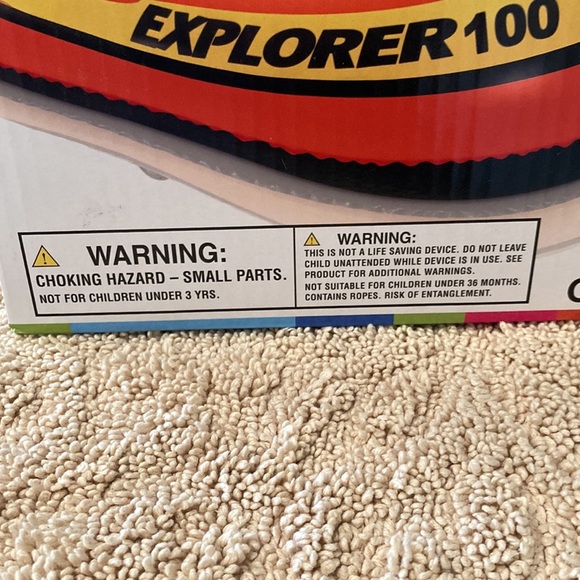 EXPLORER 100
WARNING:
CHOKING HAZARD – SMALL PARTS.
NOT FOR CHILDREN UNDER 3 YRS.
WARNING:
THIS IS NOT A LIFE SAVING DEVICE. DO NOT LEAVE
CHILD UNATTENDED WHILE DEVICE IS IN USE. SEE
PRODUCT FOR ADDITIONAL WARNINGS.
NOT SUITABLE FOR CHILDREN UNDER 36 MONTHS.
CONTAINS ROPES. RISK OF ENTANGLEMENT.